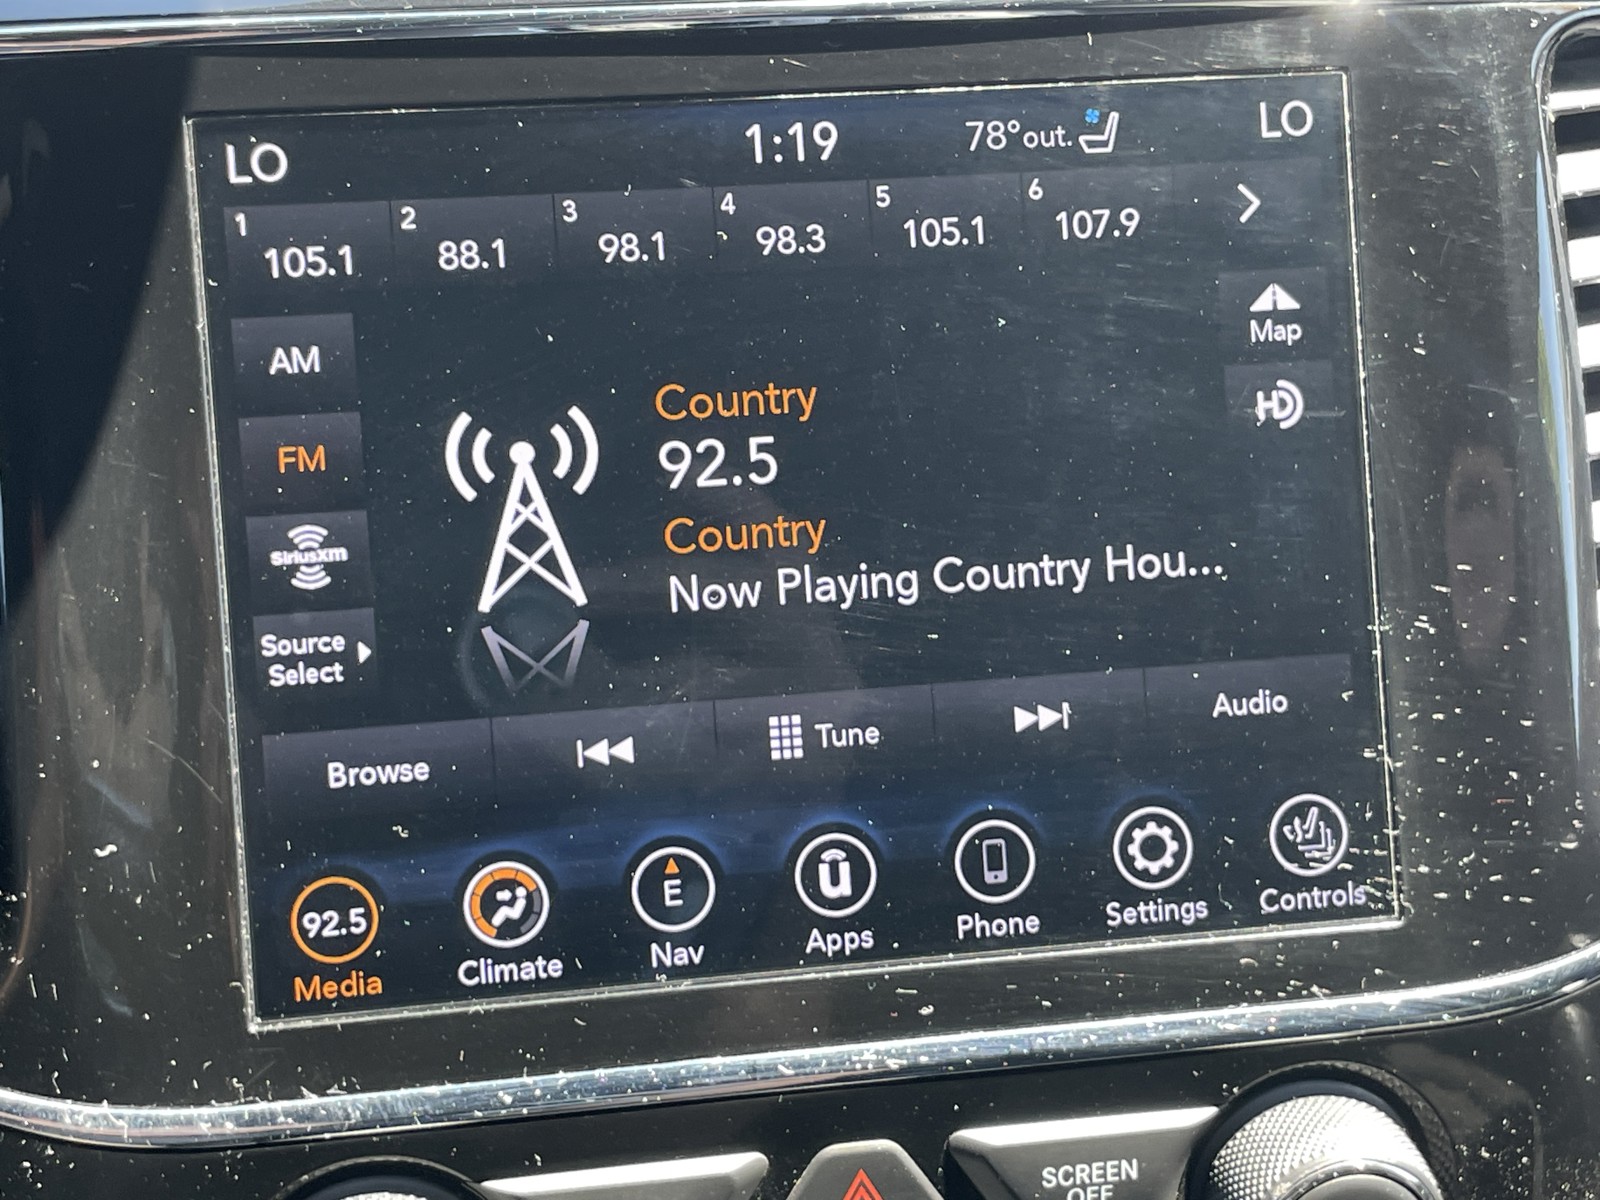 LO
1:19
78°out.
LO
1
105.1
2
88.1
3
98.1
4
98.3
5
105.1
6
107.9
AM
FM
SiriusXM
Source
Select
Country
92.5
Country
Now Playing Country Hou...
Map
HD
Browse
Tune
Audio
92.5
Media
Climate
E
Nav
u
Apps
Phone
Settings
Controls
SCREEN
OFF